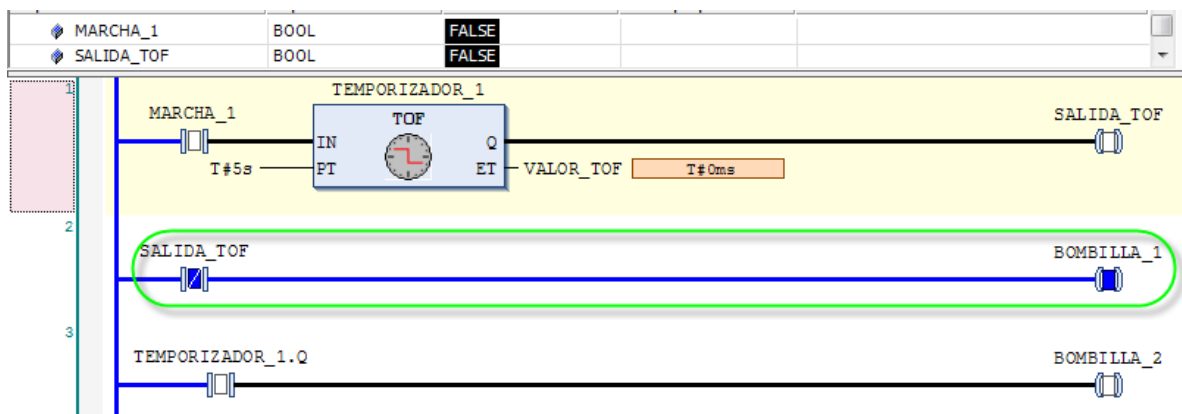 MARCHA_1 BOOL FALSE
SALIDA_TOF BOOL FALSE
1
TEMPORIZADOR_1
MARCHA_1 TOF SALIDA_TOF
IN Q
T#5s PT ET VALOR_TOF T#0ms
2
SALIDA_TOF BOMBILLA_1
3
TEMPORIZADOR_1.Q BOMBILLA_2